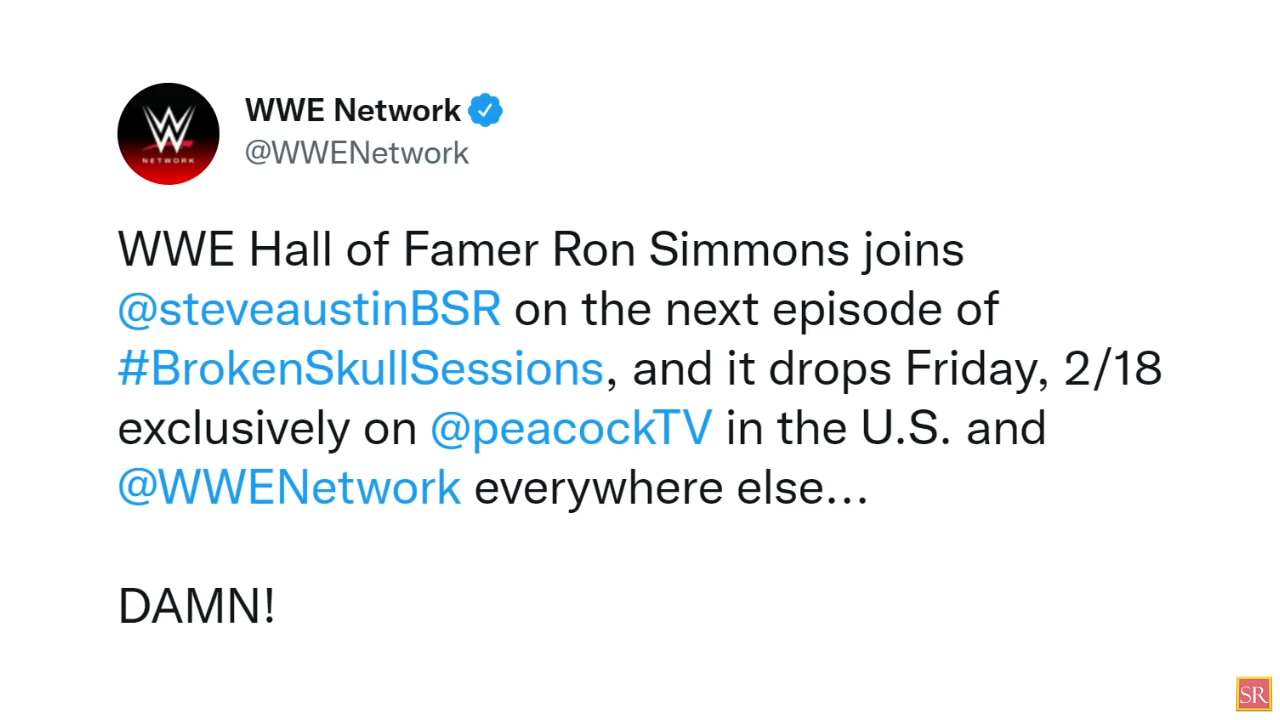 W
NETWORK
WWE Network
@WWENetwork
WWE Hall of Famer Ron Simmons joins
@steveaustinBSR on the next episode of
#BrokenSkullSessions, and it drops Friday, 2/18
exclusively on @peacockTV in the U.S. and
@WWENetwork everywhere else...
DAMN!
SR